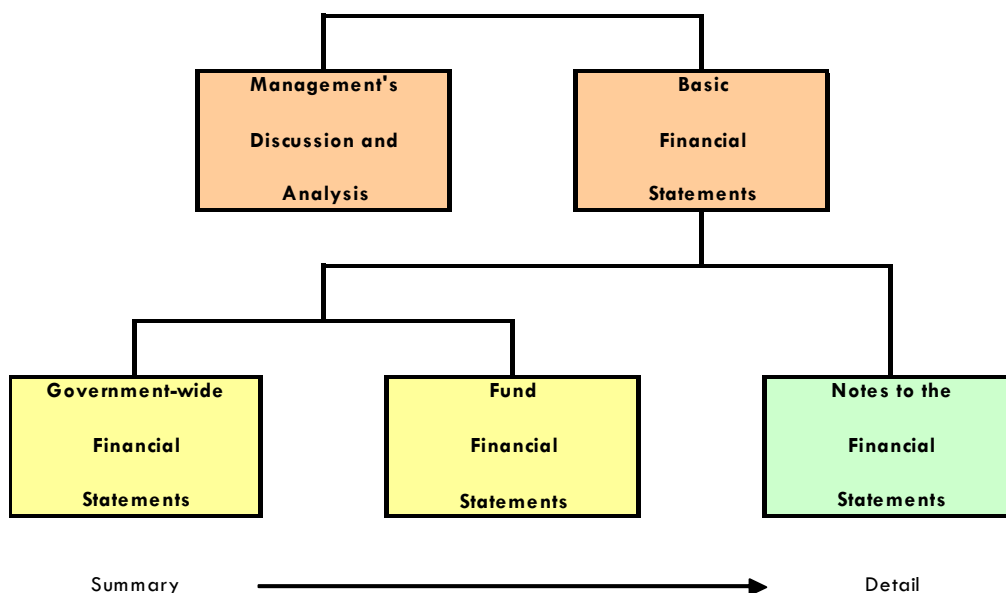 Management's
Discussion and
Analysis
Basic
Financial
Statements
Government-wide
Financial
Statements
Fund
Financial
Statements
Notes to the
Financial
Statements
Summary
Detail